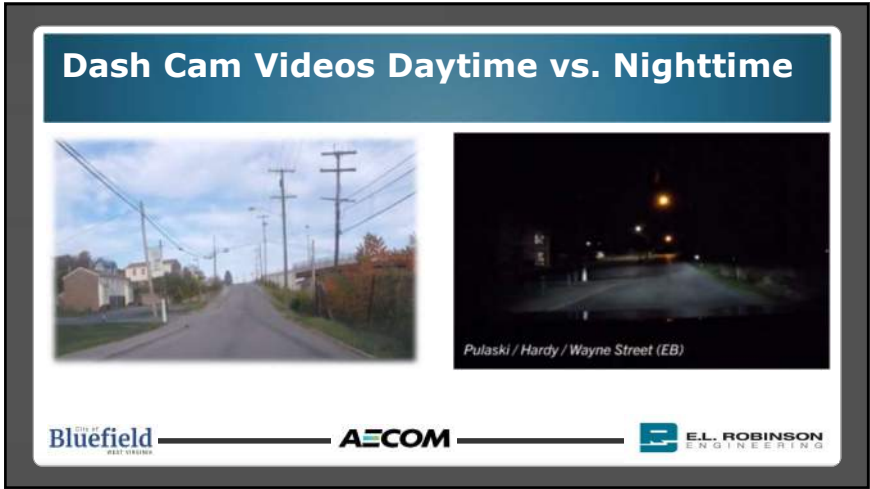 Dash Cam Videos Daytime vs. Nighttime
Pulaski / Hardy / Wayne Street (EB)
City of
Bluefield
WEST VIRGINIA
AECOM
E.L. ROBINSON
ENGINEERING